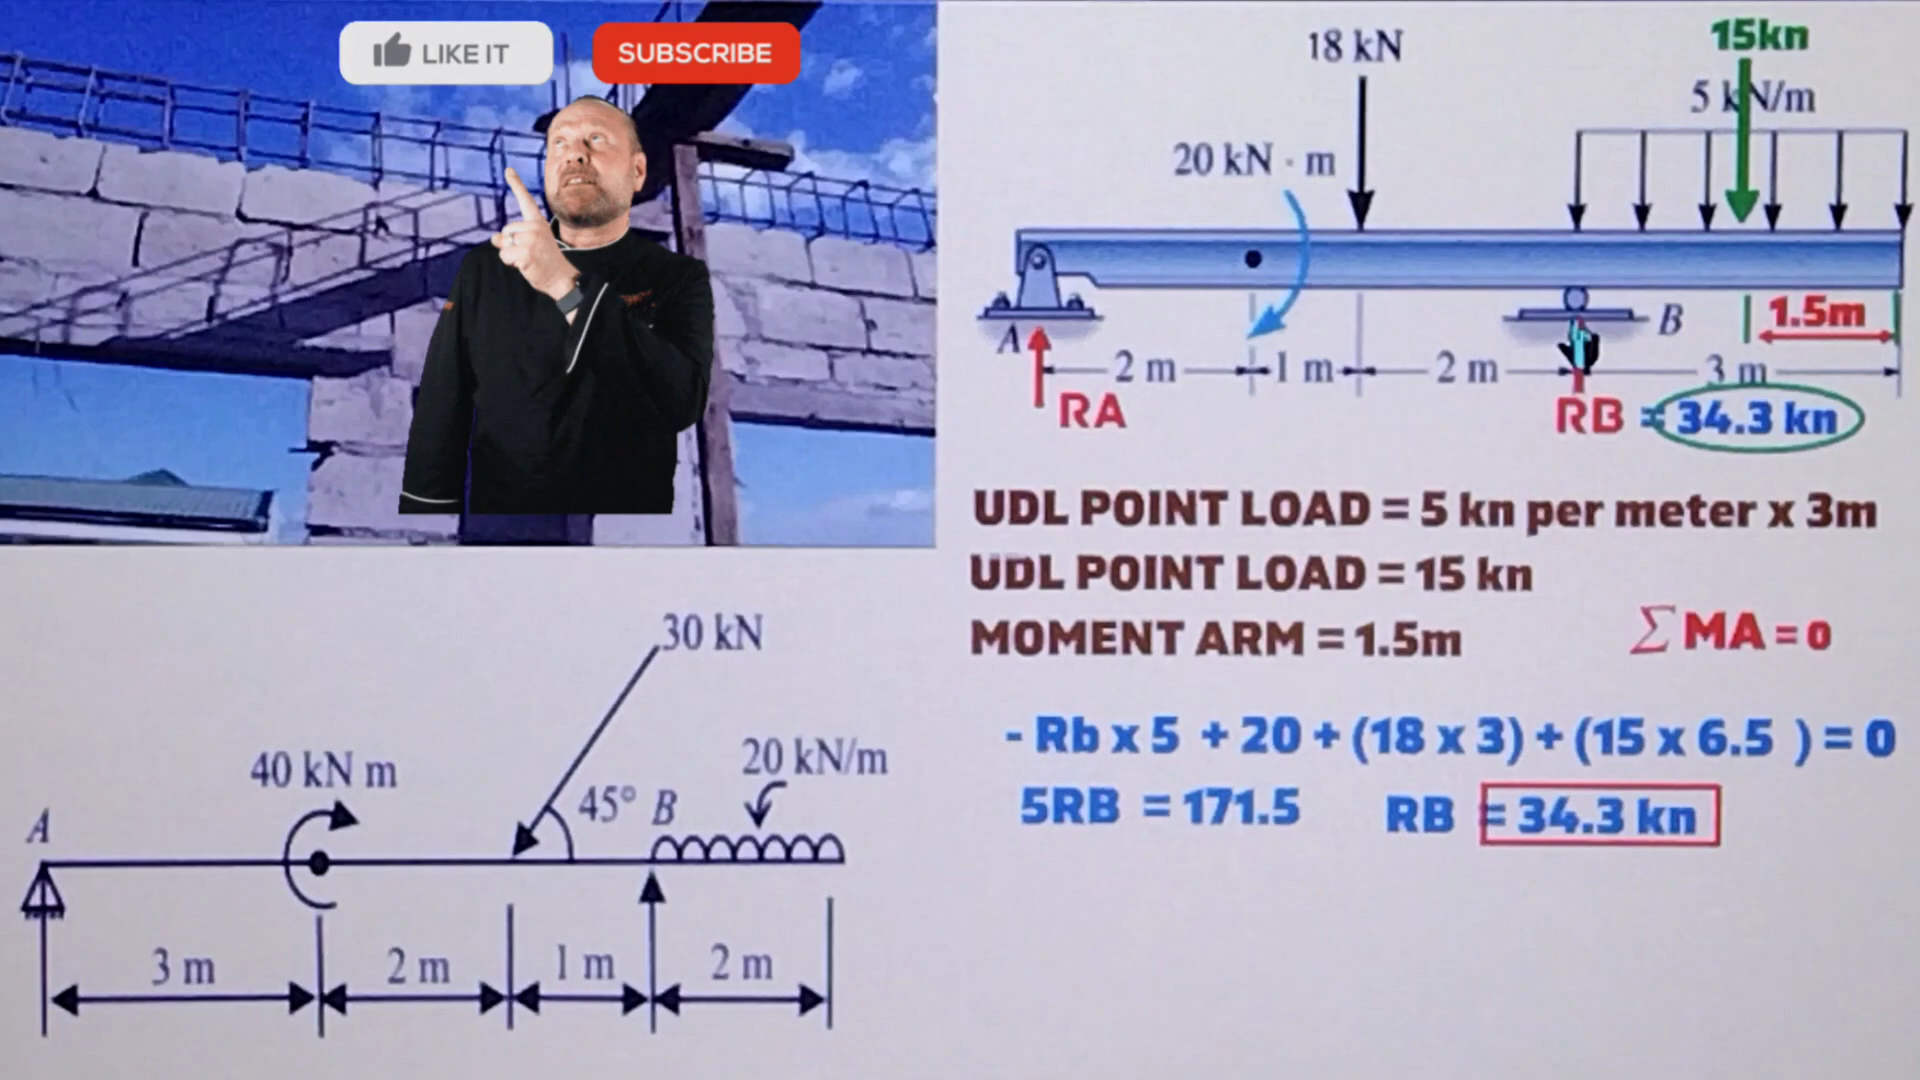 LIKE IT
SUBSCRIBE
15kn
18 kN
5 kN/m
20 kN · m
A
B
1.5m
2 m
1 m
2 m
3 m
RA
RB = 34.3 kn
UDL POINT LOAD = 5 kn per meter x 3m
UDL POINT LOAD = 15 kn
MOMENT ARM = 1.5m
∑ MA = 0
- Rb x 5 + 20 + (18 x 3) + (15 x 6.5 ) = 0
5RB = 171.5
RB = 34.3 kn
30 kN
40 kN m
20 kN/m
45°
B
A
3 m
2 m
1 m
2 m